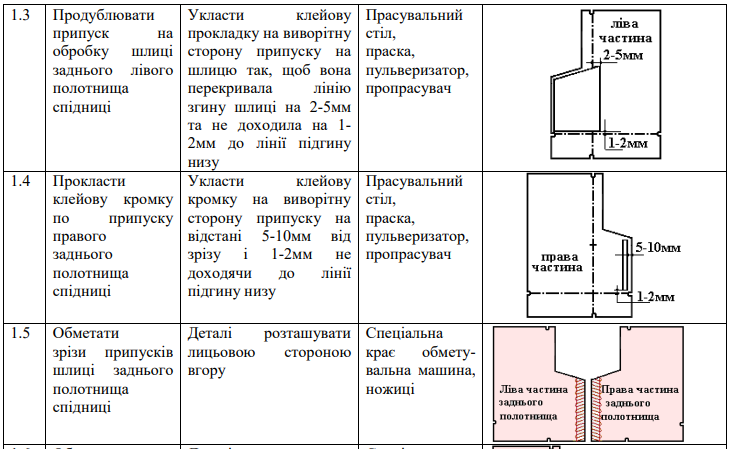 1.3
Продублювати
припуск на
обробку шлиці
заднього лівого
полотнища
спідниці
Укласти клейову
прокладку на виворітну
сторону припуску на
шлицю так, щоб вона
перекривала лінію
згину шлиці на 2-5мм
та не доходила на 1-
2мм до лінії підгину
низу
Прасувальний
стіл,
праска,
пульверизатор,
пропрасувач
ліва
частина
2-5мм
1-2мм
1.4
Прокласти
клейову кромку
по припуску
правого
заднього
полотнища
спідниці
Укласти клейову
кромку на виворітну
сторону припуску на
відстані 5-10мм від
зрізу і 1-2мм не
доходячи до лінії
підгину низу
Прасувальний
стіл,
праска,
пульверизатор,
пропрасувач
права
частина
5-10мм
1-2мм
1.5
Обметати
зрізи припусків
шлиці заднього
полотнища
спідниці
Деталі розташувати
лицьовою стороною
вгору
Спеціальна
крає обмету-
вальна машина,
ножиці
Ліва частина
заднього
полотнища
Права частина
заднього
полотнища